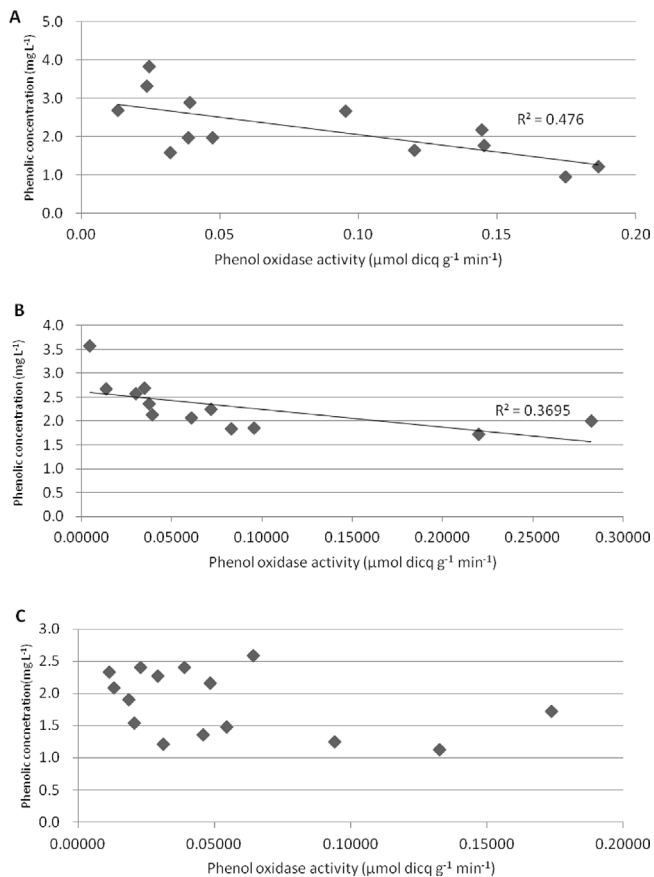 A
Phenolic concentration (mg L-1)
5.0
4.0
3.0
2.0
1.0
0.0
R² = 0.476
0.00 0.05 0.10 0.15 0.20
Phenol oxidase activity (µmol dicq g-1 min-1)
B
Phenolic concentration (mg L-1)
4.0
3.5
3.0
2.5
2.0
1.5
1.0
0.5
0.0
R² = 0.3695
0.00000 0.05000 0.10000 0.15000 0.20000 0.25000 0.30000
Phenol oxidase activity (µmol dicq g-1 min-1)
C
Phenolic concnetration(mg L-1)
3.0
2.5
2.0
1.5
1.0
0.5
0.0
0.00000 0.05000 0.10000 0.15000 0.20000
Phenol oxidase activity (µmol dicq g-1 min-1)